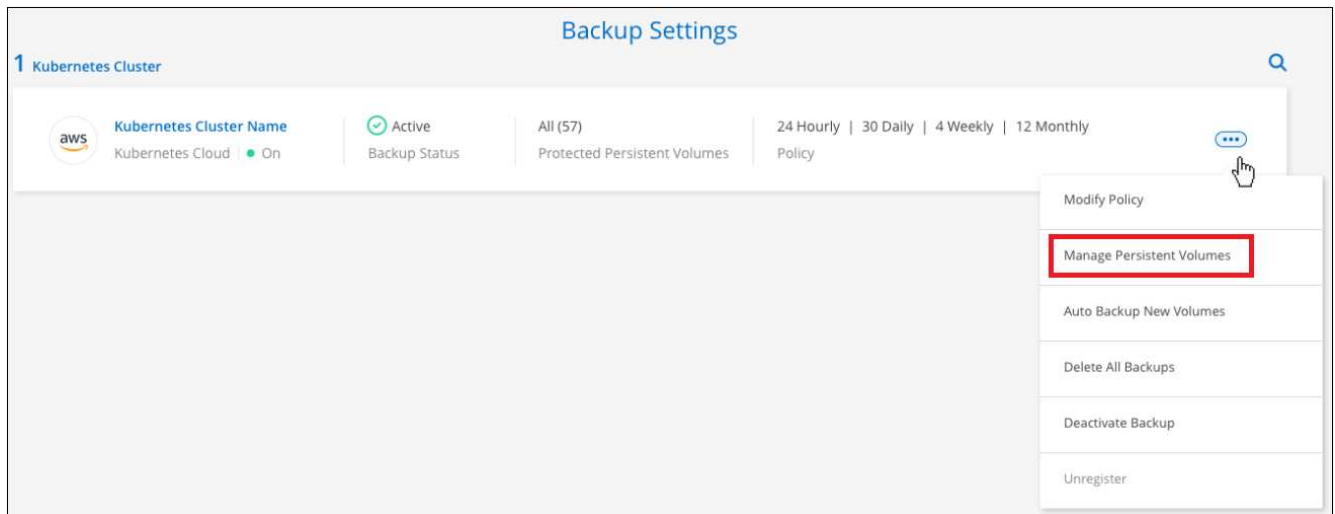 Backup Settings
1 Kubernetes Cluster
aws
Kubernetes Cluster Name
Kubernetes Cloud | On
Active
Backup Status
All (57)
Protected Persistent Volumes
24 Hourly | 30 Daily | 4 Weekly | 12 Monthly
Policy
Modify Policy
Manage Persistent Volumes
Auto Backup New Volumes
Delete All Backups
Deactivate Backup
Unregister